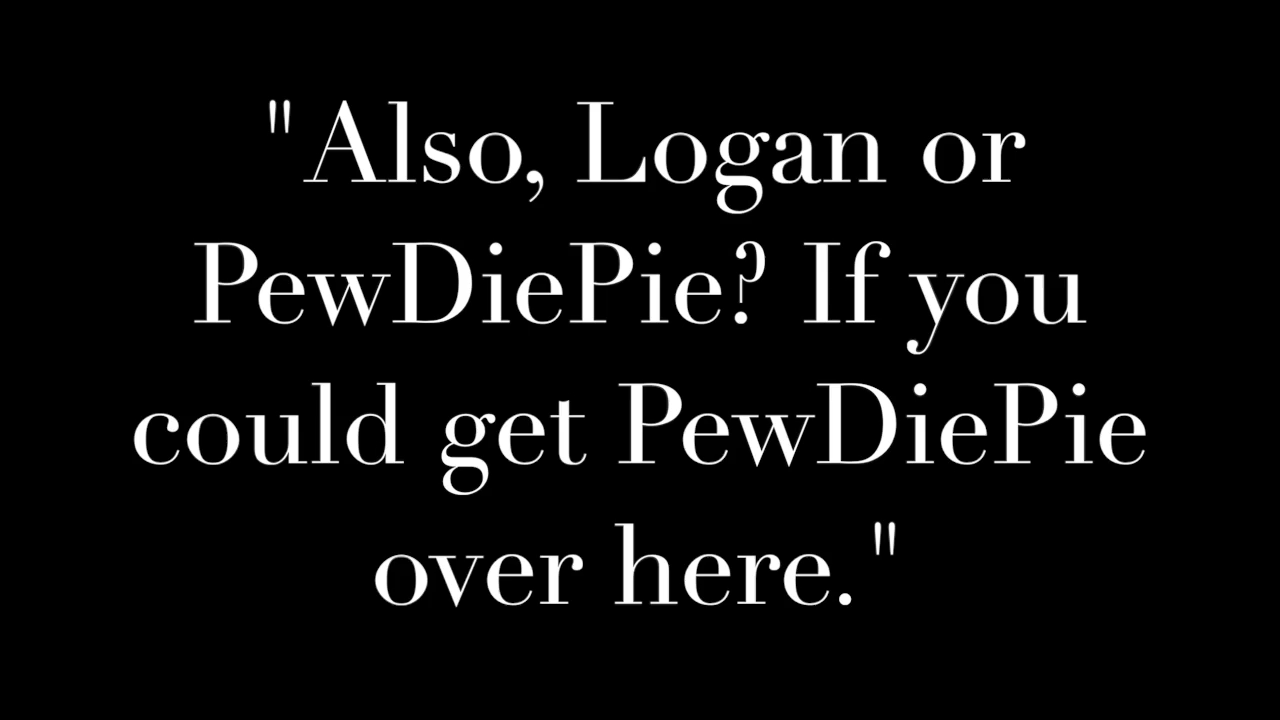 "Also, Logan or
PewDiePie? If you
could get PewDiePie
over here."